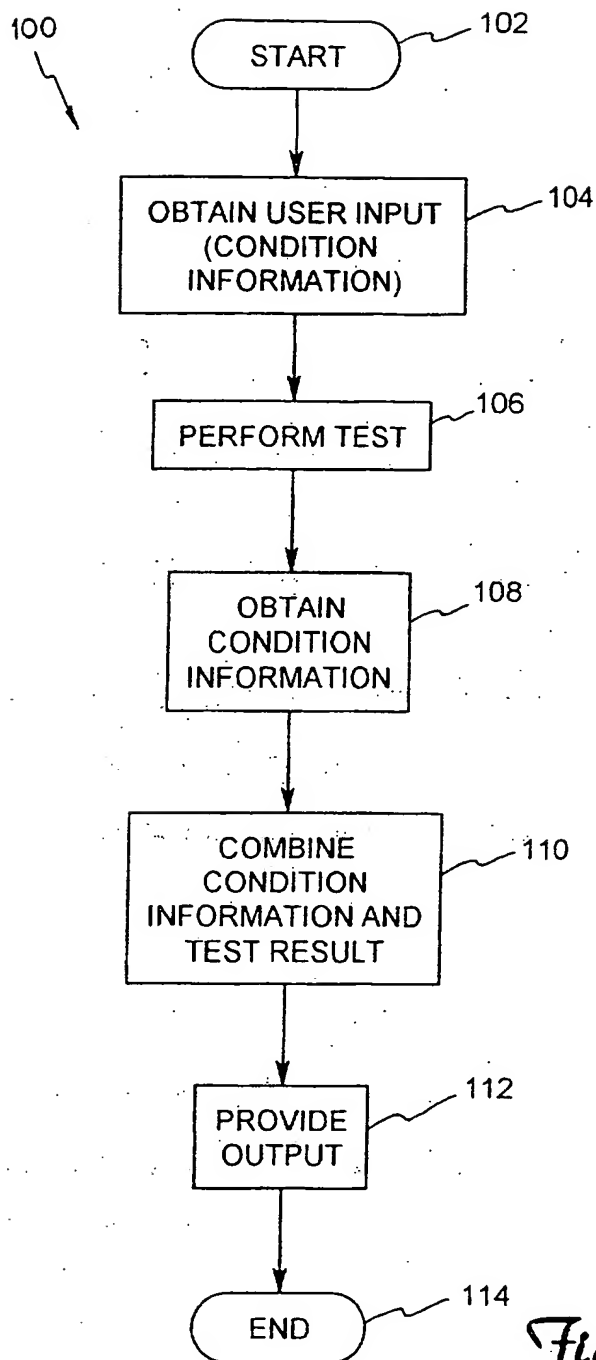 100
102
START
104
OBTAIN USER INPUT
(CONDITION
INFORMATION)
106
PERFORM TEST
108
OBTAIN
CONDITION
INFORMATION
110
COMBINE
CONDITION
INFORMATION AND
TEST RESULT
112
PROVIDE
OUTPUT
114
END